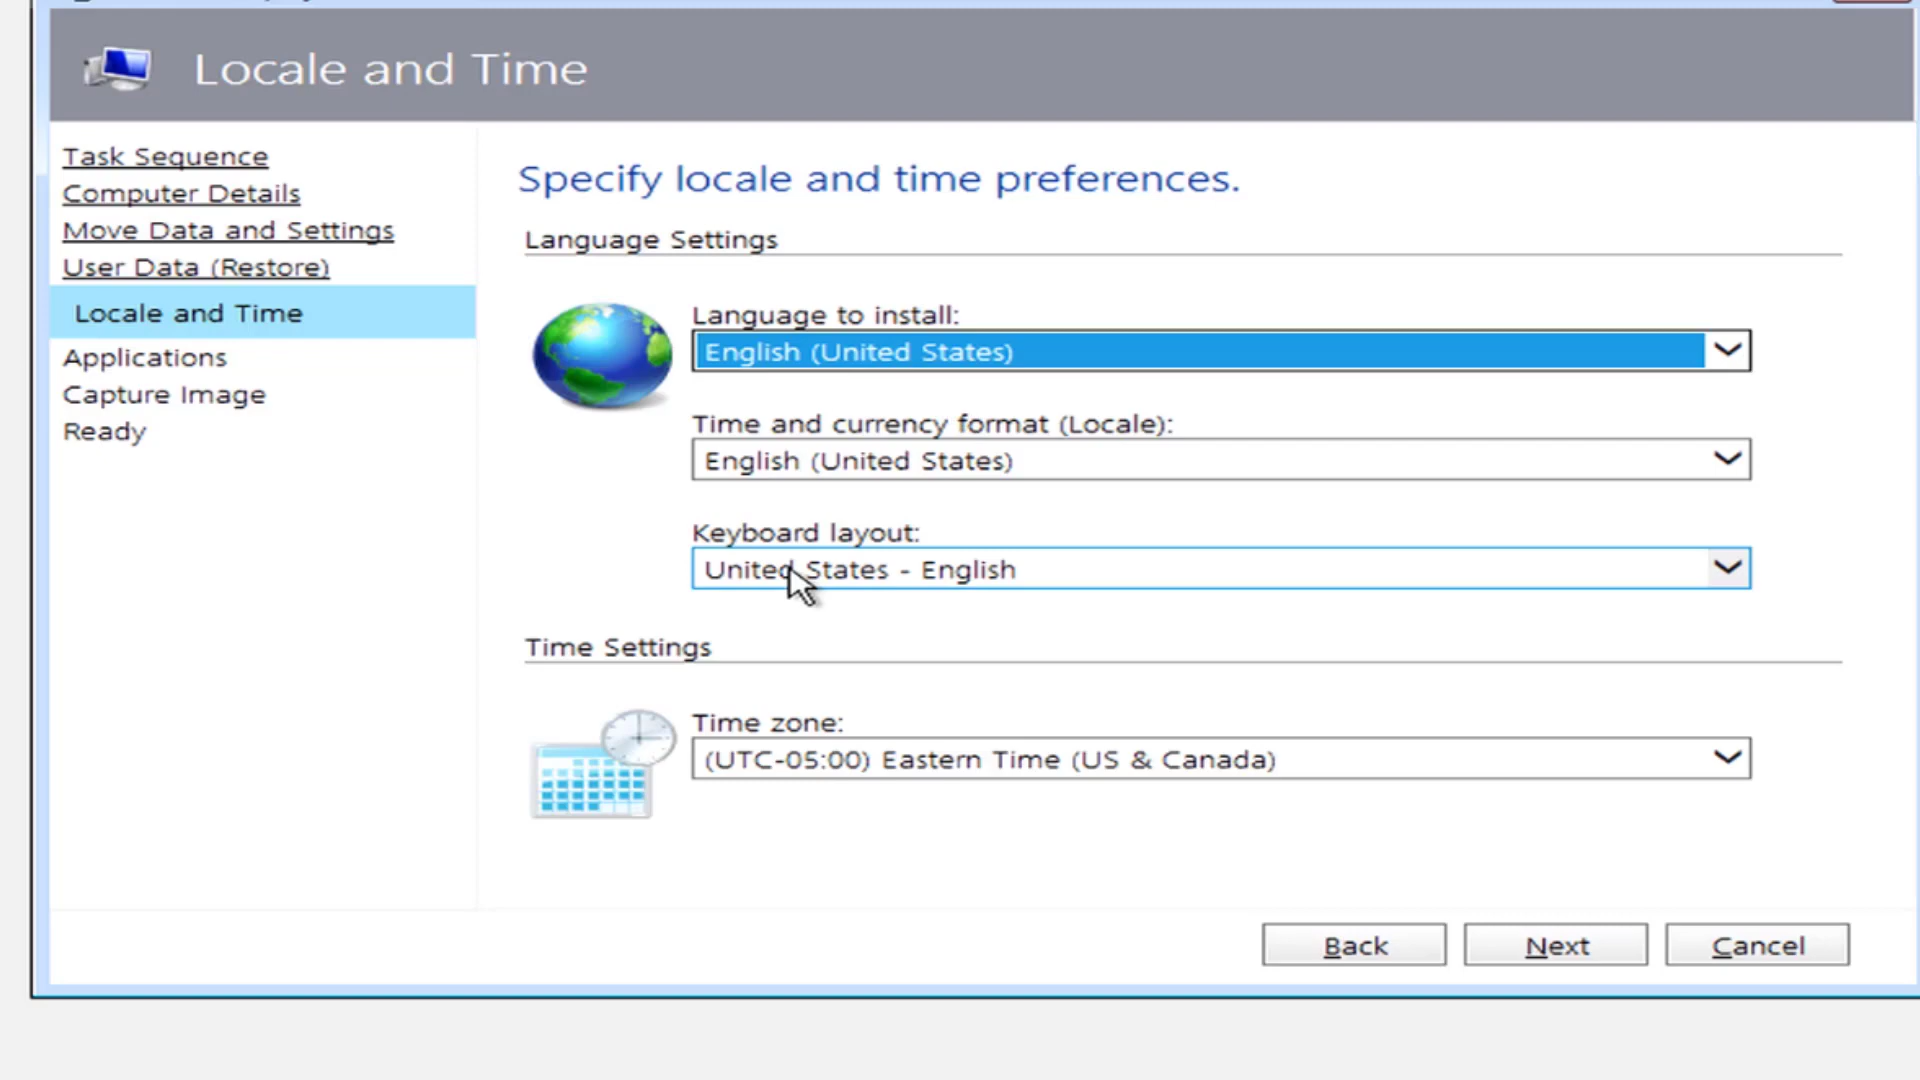 Locale and Time
Task Sequence
Computer Details
Move Data and Settings
User Data (Restore)
Locale and Time
Applications
Capture Image
Ready
Specify locale and time preferences.
Language Settings
Language to install:
English (United States)
Time and currency format (Locale):
English (United States)
Keyboard layout:
United States - English
Time Settings
Time zone:
(UTC-05:00) Eastern Time (US & Canada)
Back
Next
Cancel